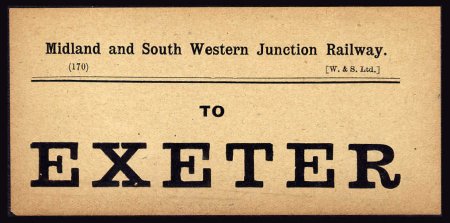 Midland and South Western Junction Railway.
(170) [W. & S. Ltd.]
TO
EXETER